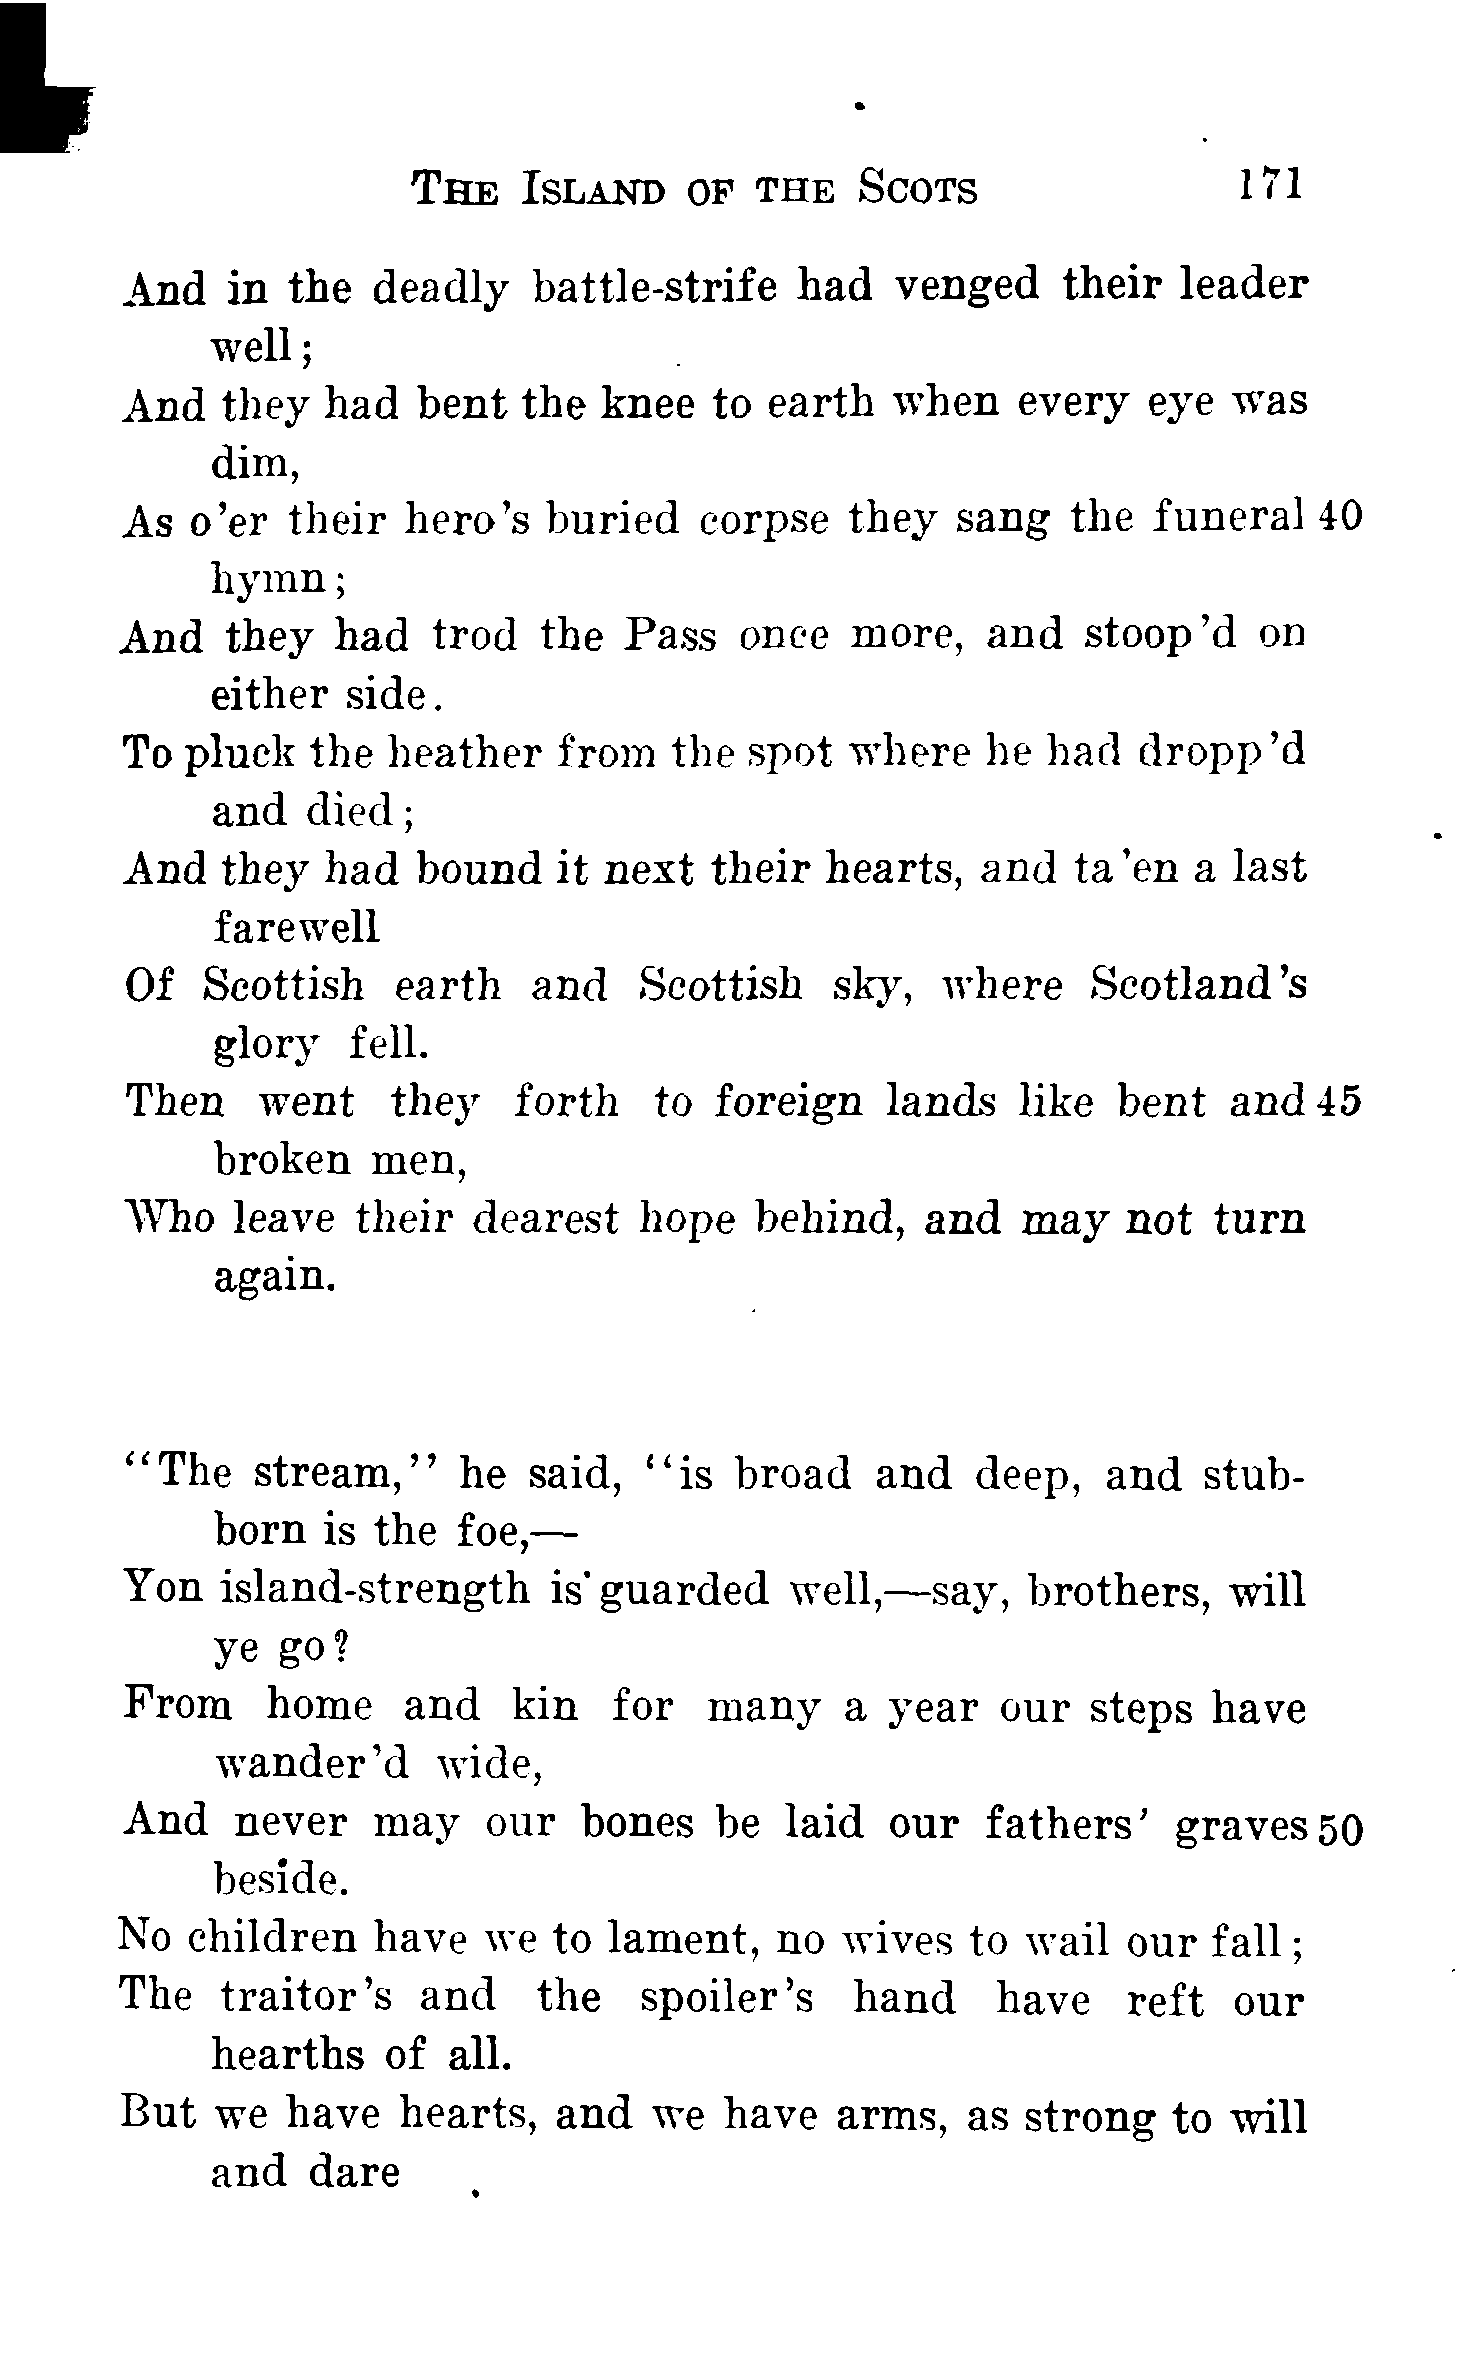 The Island of the Scots 171
And in the deadly battle-strife had venged their leader
well;
And they had bent the knee to earth when every eye was
dim,
As o'er their hero's buried corpse they sang the funeral 40
hymn;
And they had trod the Pass once more, and stoop'd on
either side.
To pluck the heather from the spot where he had dropp'd
and died;
And they had bound it next their hearts, and ta'en a last
farewell
Of Scottish earth and Scottish sky, where Scotland's
glory fell.
Then went they forth to foreign lands like bent and 45
broken men,
Who leave their dearest hope behind, and may not turn
again.
"The stream," he said, "is broad and deep, and stub-
born is the foe,—
Yon island-strength is guarded well,—say, brothers, will
ye go?
From home and kin for many a year our steps have
wander'd wide,
And never may our bones be laid our fathers' graves 50
beside.
No children have we to lament, no wives to wail our fall;
The traitor's and the spoiler's hand have reft our
hearths of all.
But we have hearts, and we have arms, as strong to will
and dare